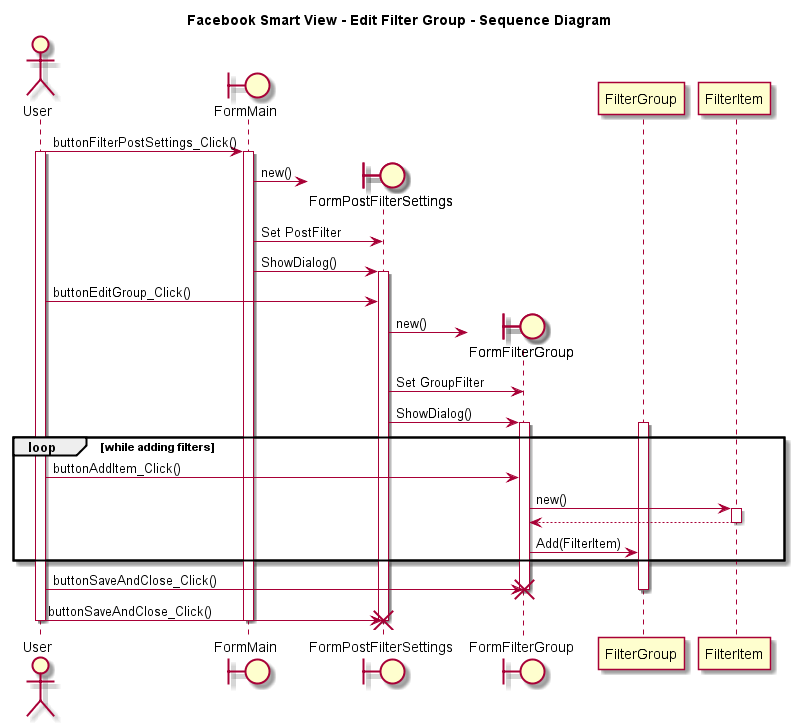 Facebook Smart View - Edit Filter Group - Sequence Diagram
User
FormMain
FilterGroup
FilterItem
buttonFilterPostSettings_Click()
new()
FormPostFilterSettings
Set PostFilter
ShowDialog()
buttonEditGroup_Click()
new()
FormFilterGroup
Set GroupFilter
ShowDialog()
loop
[while adding filters]
buttonAddItem_Click()
new()
Add(FilterItem)
buttonSaveAndClose_Click()
buttonSaveAndClose_Click()
User
FormMain
FormPostFilterSettings
FormFilterGroup
FilterGroup
FilterItem